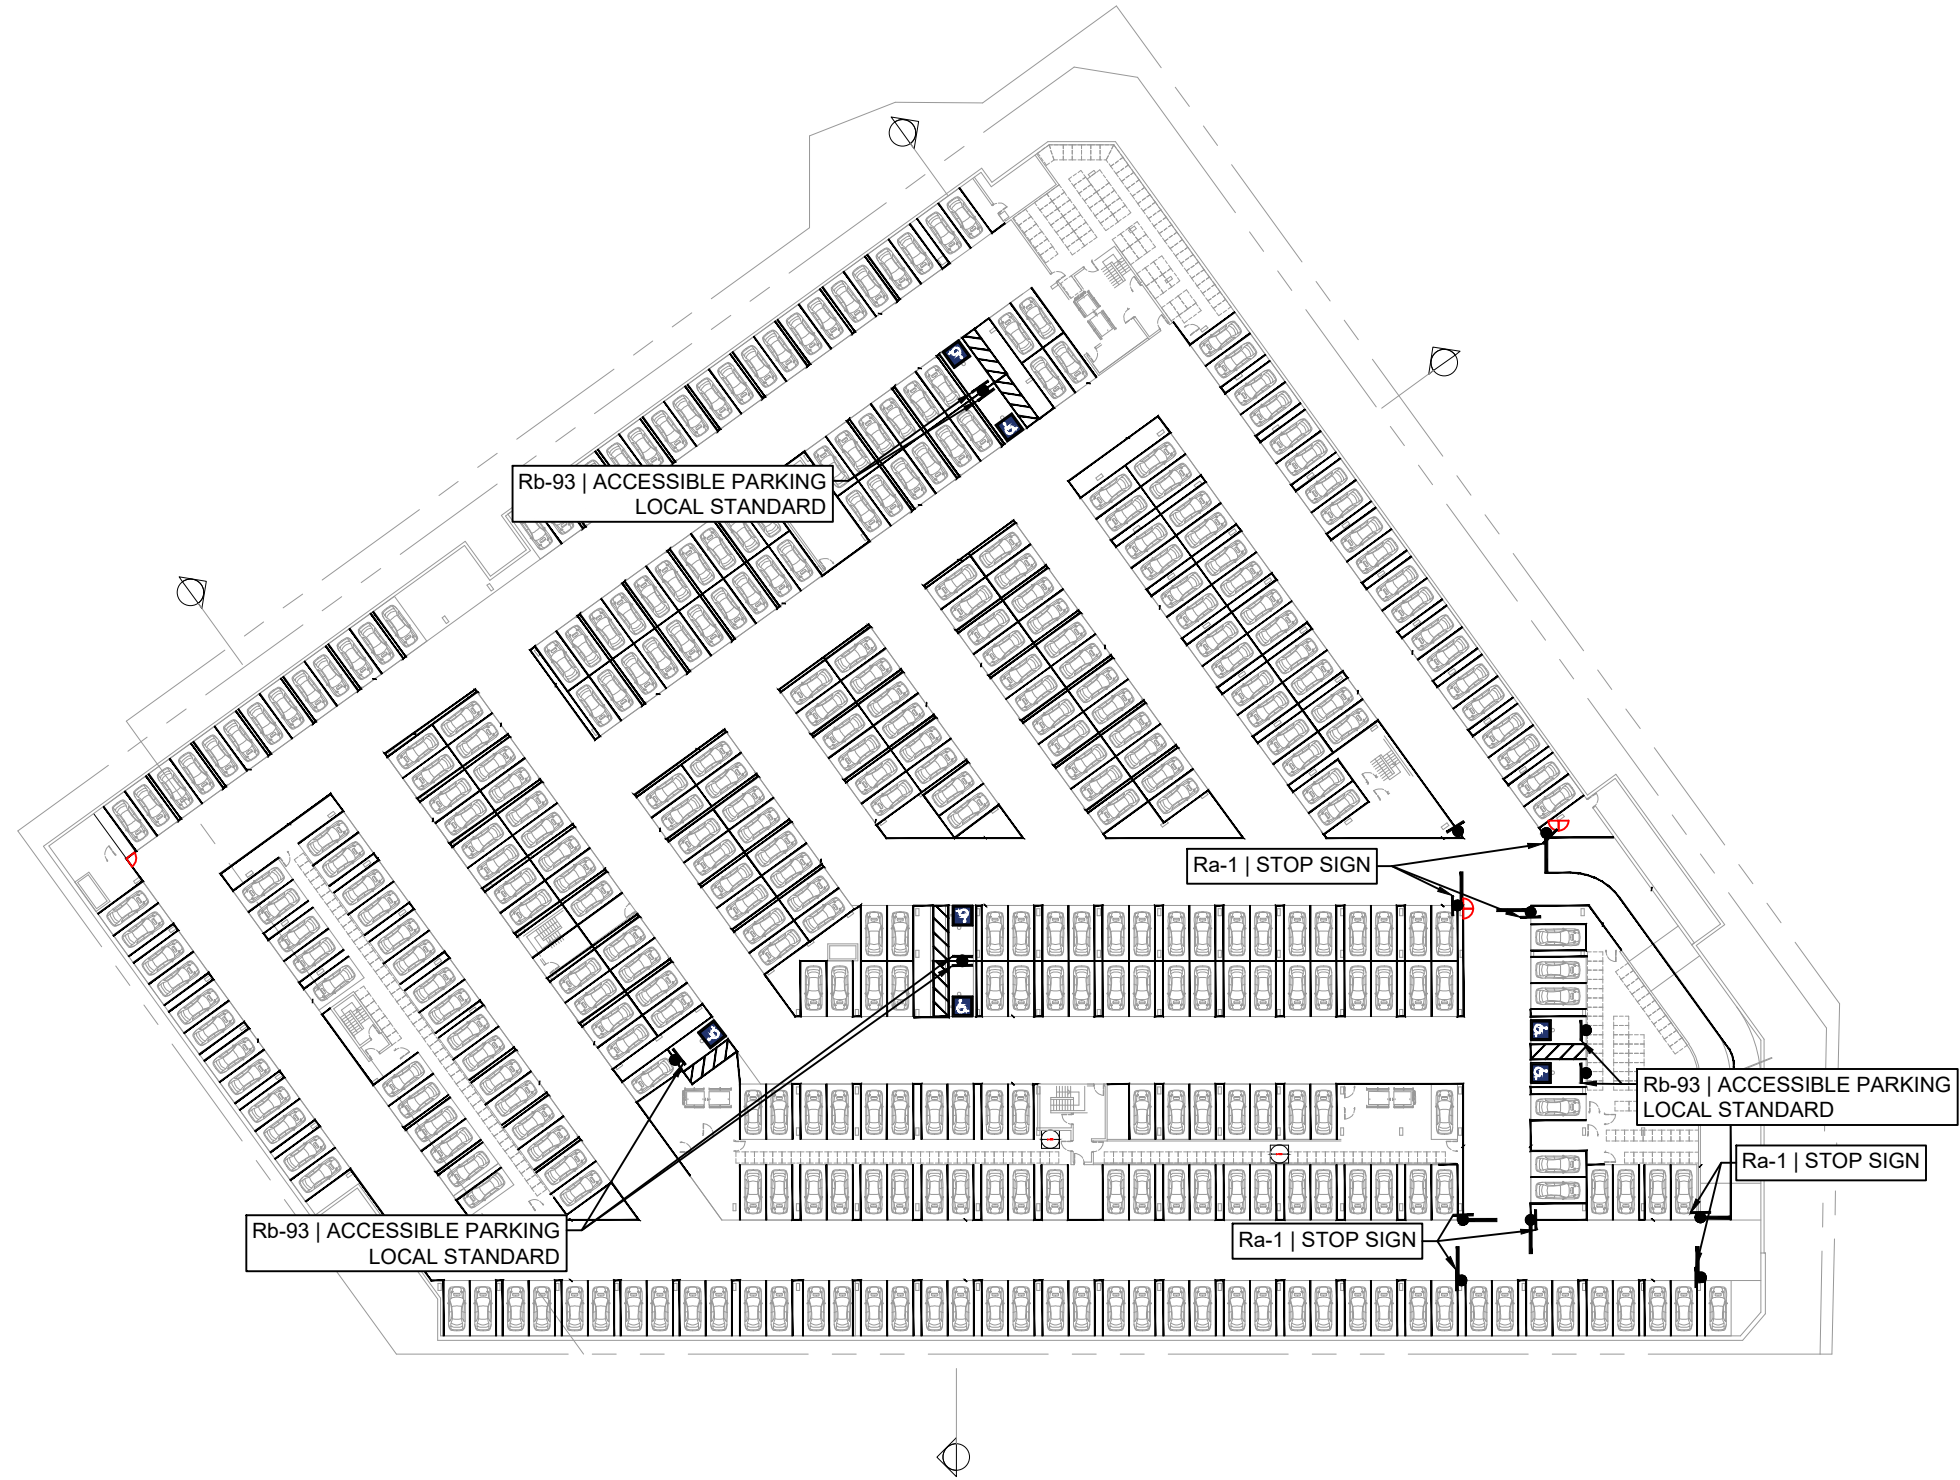 Rb-93 | ACCESSIBLE PARKING
LOCAL STANDARD
Ra-1 | STOP SIGN
Rb-93 | ACCESSIBLE PARKING
LOCAL STANDARD
Ra-1 | STOP SIGN
Rb-93 | ACCESSIBLE PARKING
LOCAL STANDARD
Ra-1 | STOP SIGN